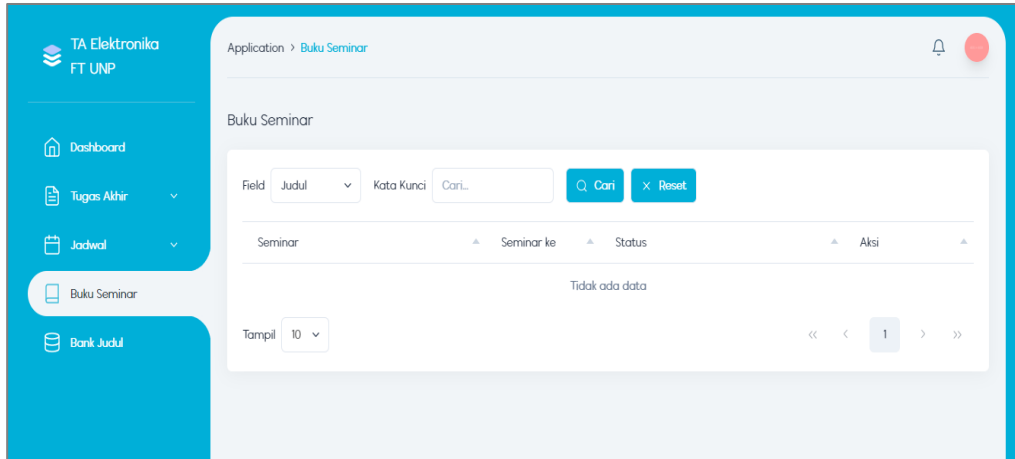 TA Elektronika
FT UNP
Dashboard
Tugas Akhir
Jadwal
Buku Seminar
Bank Judul
Application > Buku Seminar
Buku Seminar
Field Judul Kata Kunci Cari... Cari Reset
Seminar Seminar ke Status Aksi
Tidak ada data
Tampil 10 << < 1 > >>